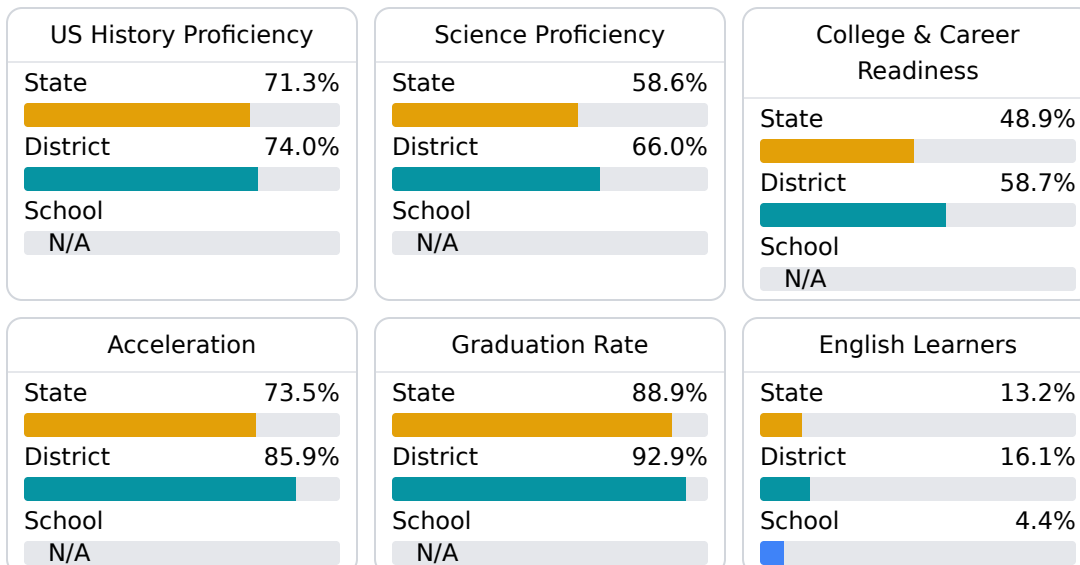 US History Proficiency
State 71.3%
District 74.0%
School
N/A
Science Proficiency
State 58.6%
District 66.0%
School
N/A
College & Career
Readiness
State 48.9%
District 58.7%
School
N/A
Acceleration
State 73.5%
District 85.9%
School
N/A
Graduation Rate
State 88.9%
District 92.9%
School
N/A
English Learners
State 13.2%
District 16.1%
School 4.4%